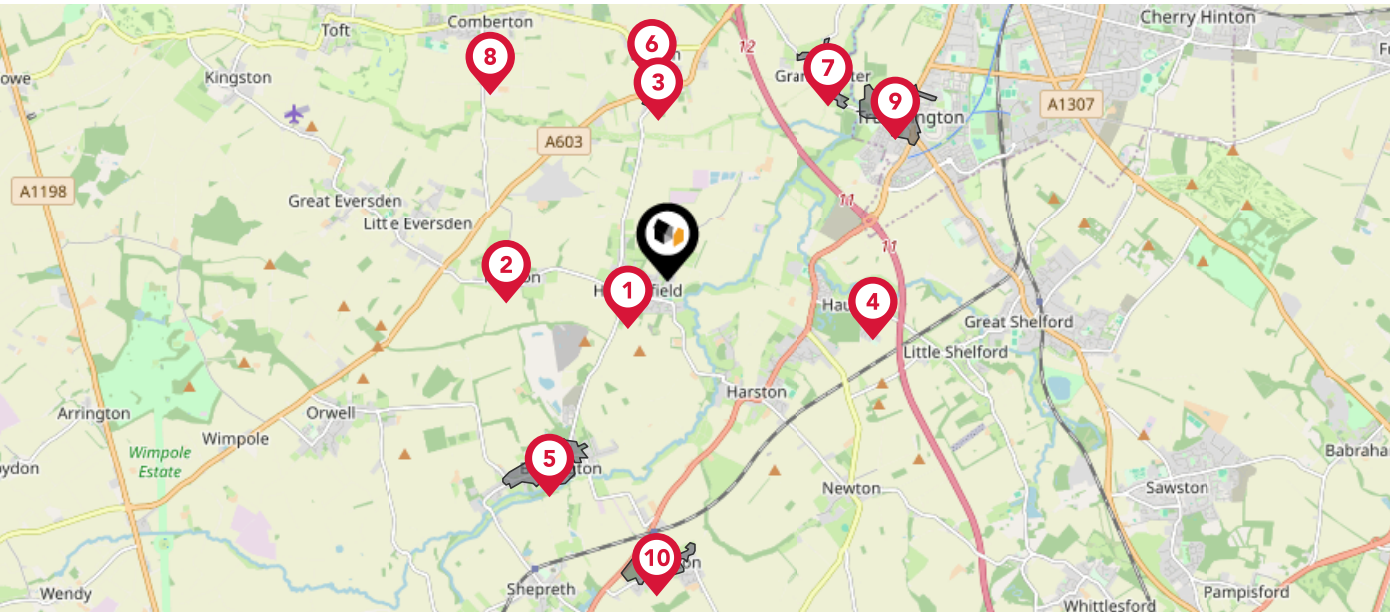 Comberton
Cherry Hinton
Toft
12
6
8
7
3
Kingston
9
A1307
A603
A1198
Great Eversden
11
Little Eversden
11
2
1
4
Great Shelford
Little Shelford
Harston
Arrington
Orwell
Wimpole
Wimpole
Estate
5
Newton
Sawston
10
Shepreth
Wendy
Pampisford
Whittlesford